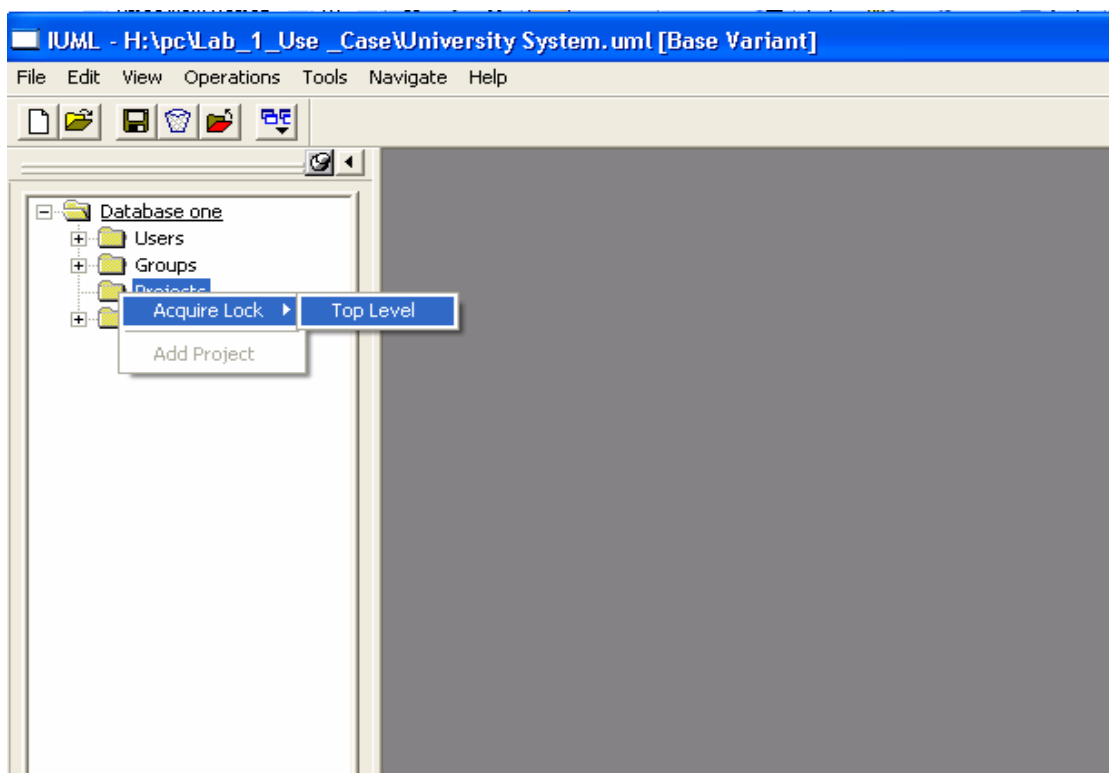 IUML - H:\pc\Lab_1_Use _Case\University System.uml [Base Variant]
File Edit View Operations Tools Navigate Help
Database one
Users
Groups
Projects
Acquire Lock Top Level
Add Project